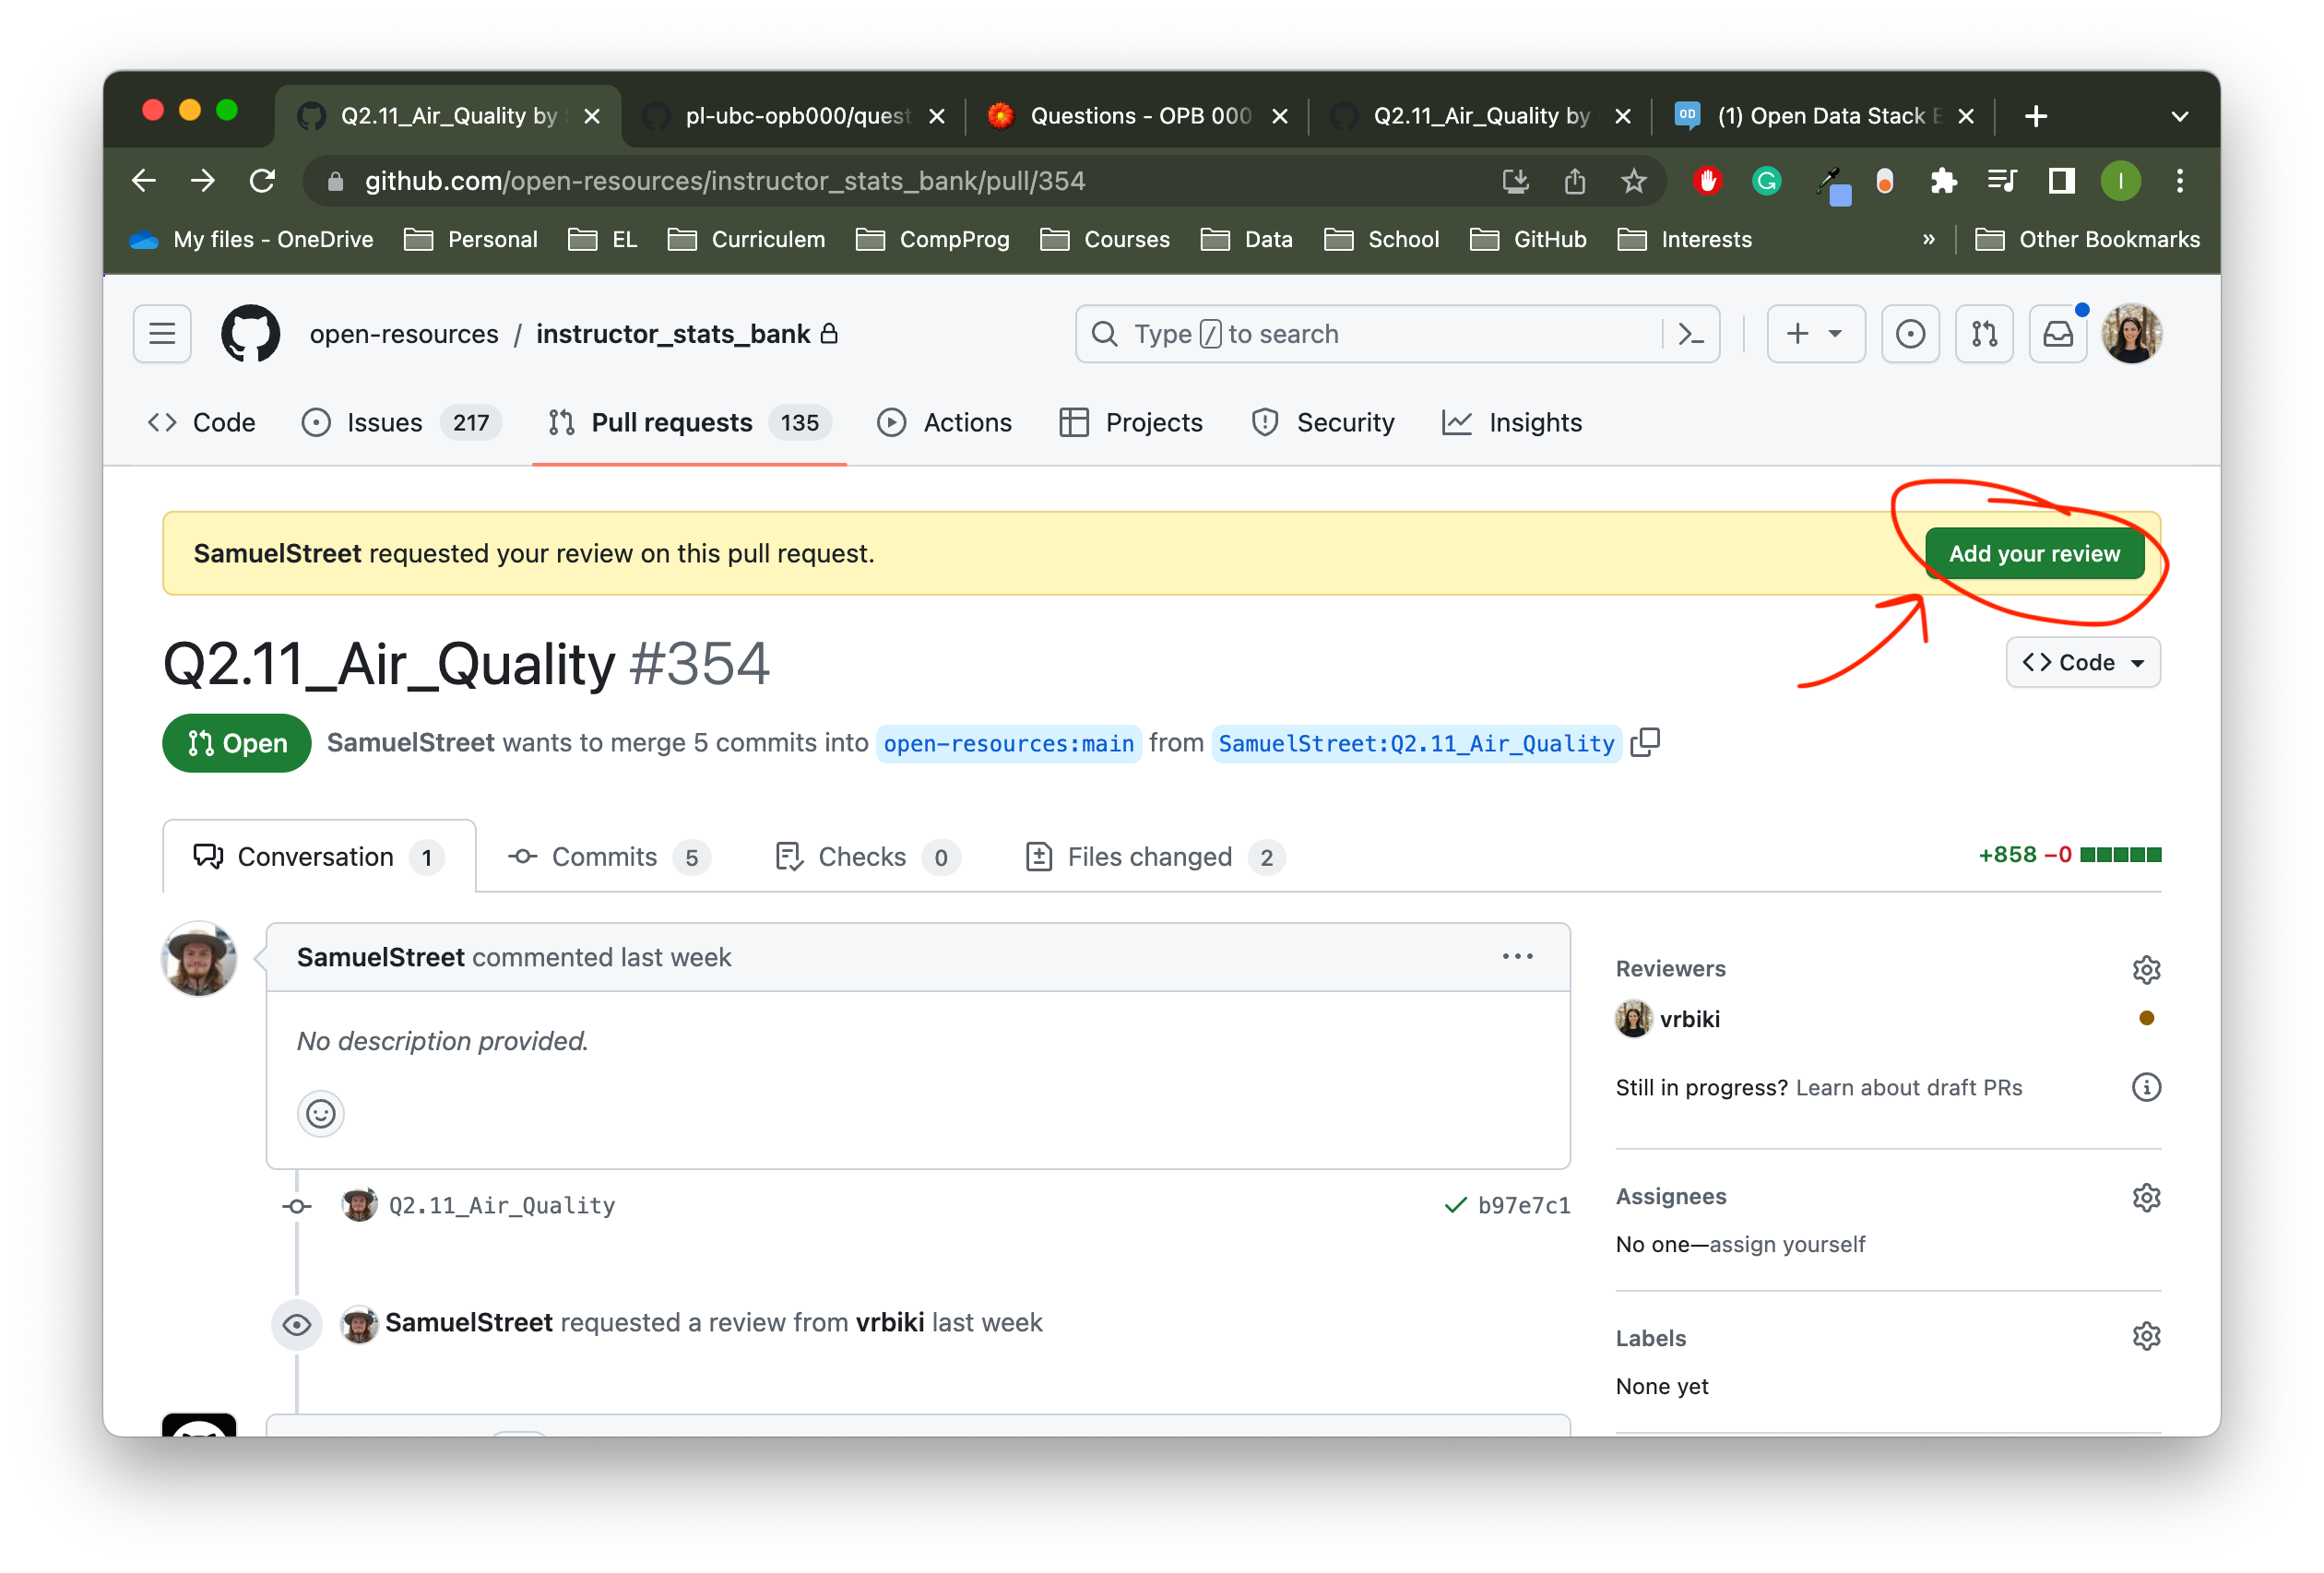 Q2.11_Air_Quality by pl-ubc-opb000/quest Questions - OPB 000 Q2.11_Air_Quality by (1) Open Data Stack E
github.com/open-resources/instructor_stats_bank/pull/354
My files - OneDrive Personal EL Curriculem CompProg Courses Data School GitHub Interests » Other Bookmarks
open-resources / instructor_stats_bank Type / to search
Code Issues 217 Pull requests 135 Actions Projects Security Insights
SamuelStreet requested your review on this pull request. Add your review
Q2.11_Air_Quality #354 <> Code
Open SamuelStreet wants to merge 5 commits into open-resources:main from SamuelStreet:Q2.11_Air_Quality
Conversation 1 Commits 5 Checks 0 Files changed 2 +858 −0
SamuelStreet commented last week
Reviewers
No description provided.
vrbiki
Still in progress? Learn about draft PRs
Q2.11_Air_Quality b97e7c1
Assignees
No one—assign yourself
SamuelStreet requested a review from vrbiki last week
Labels
None yet